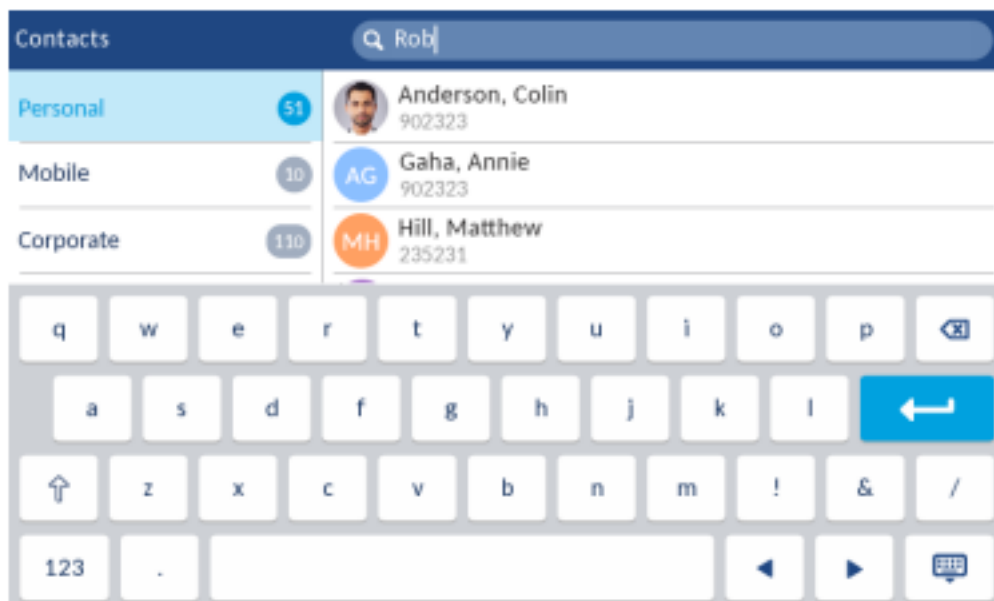 Contacts
Rob
Personal 51
Mobile 10
Corporate 110
Anderson, Colin
902323
AG
Gaha, Annie
902323
MH
Hill, Matthew
235231
q w e r t y u i o p
a s d f g h j k l
z x c v b n m ! & /
123 .